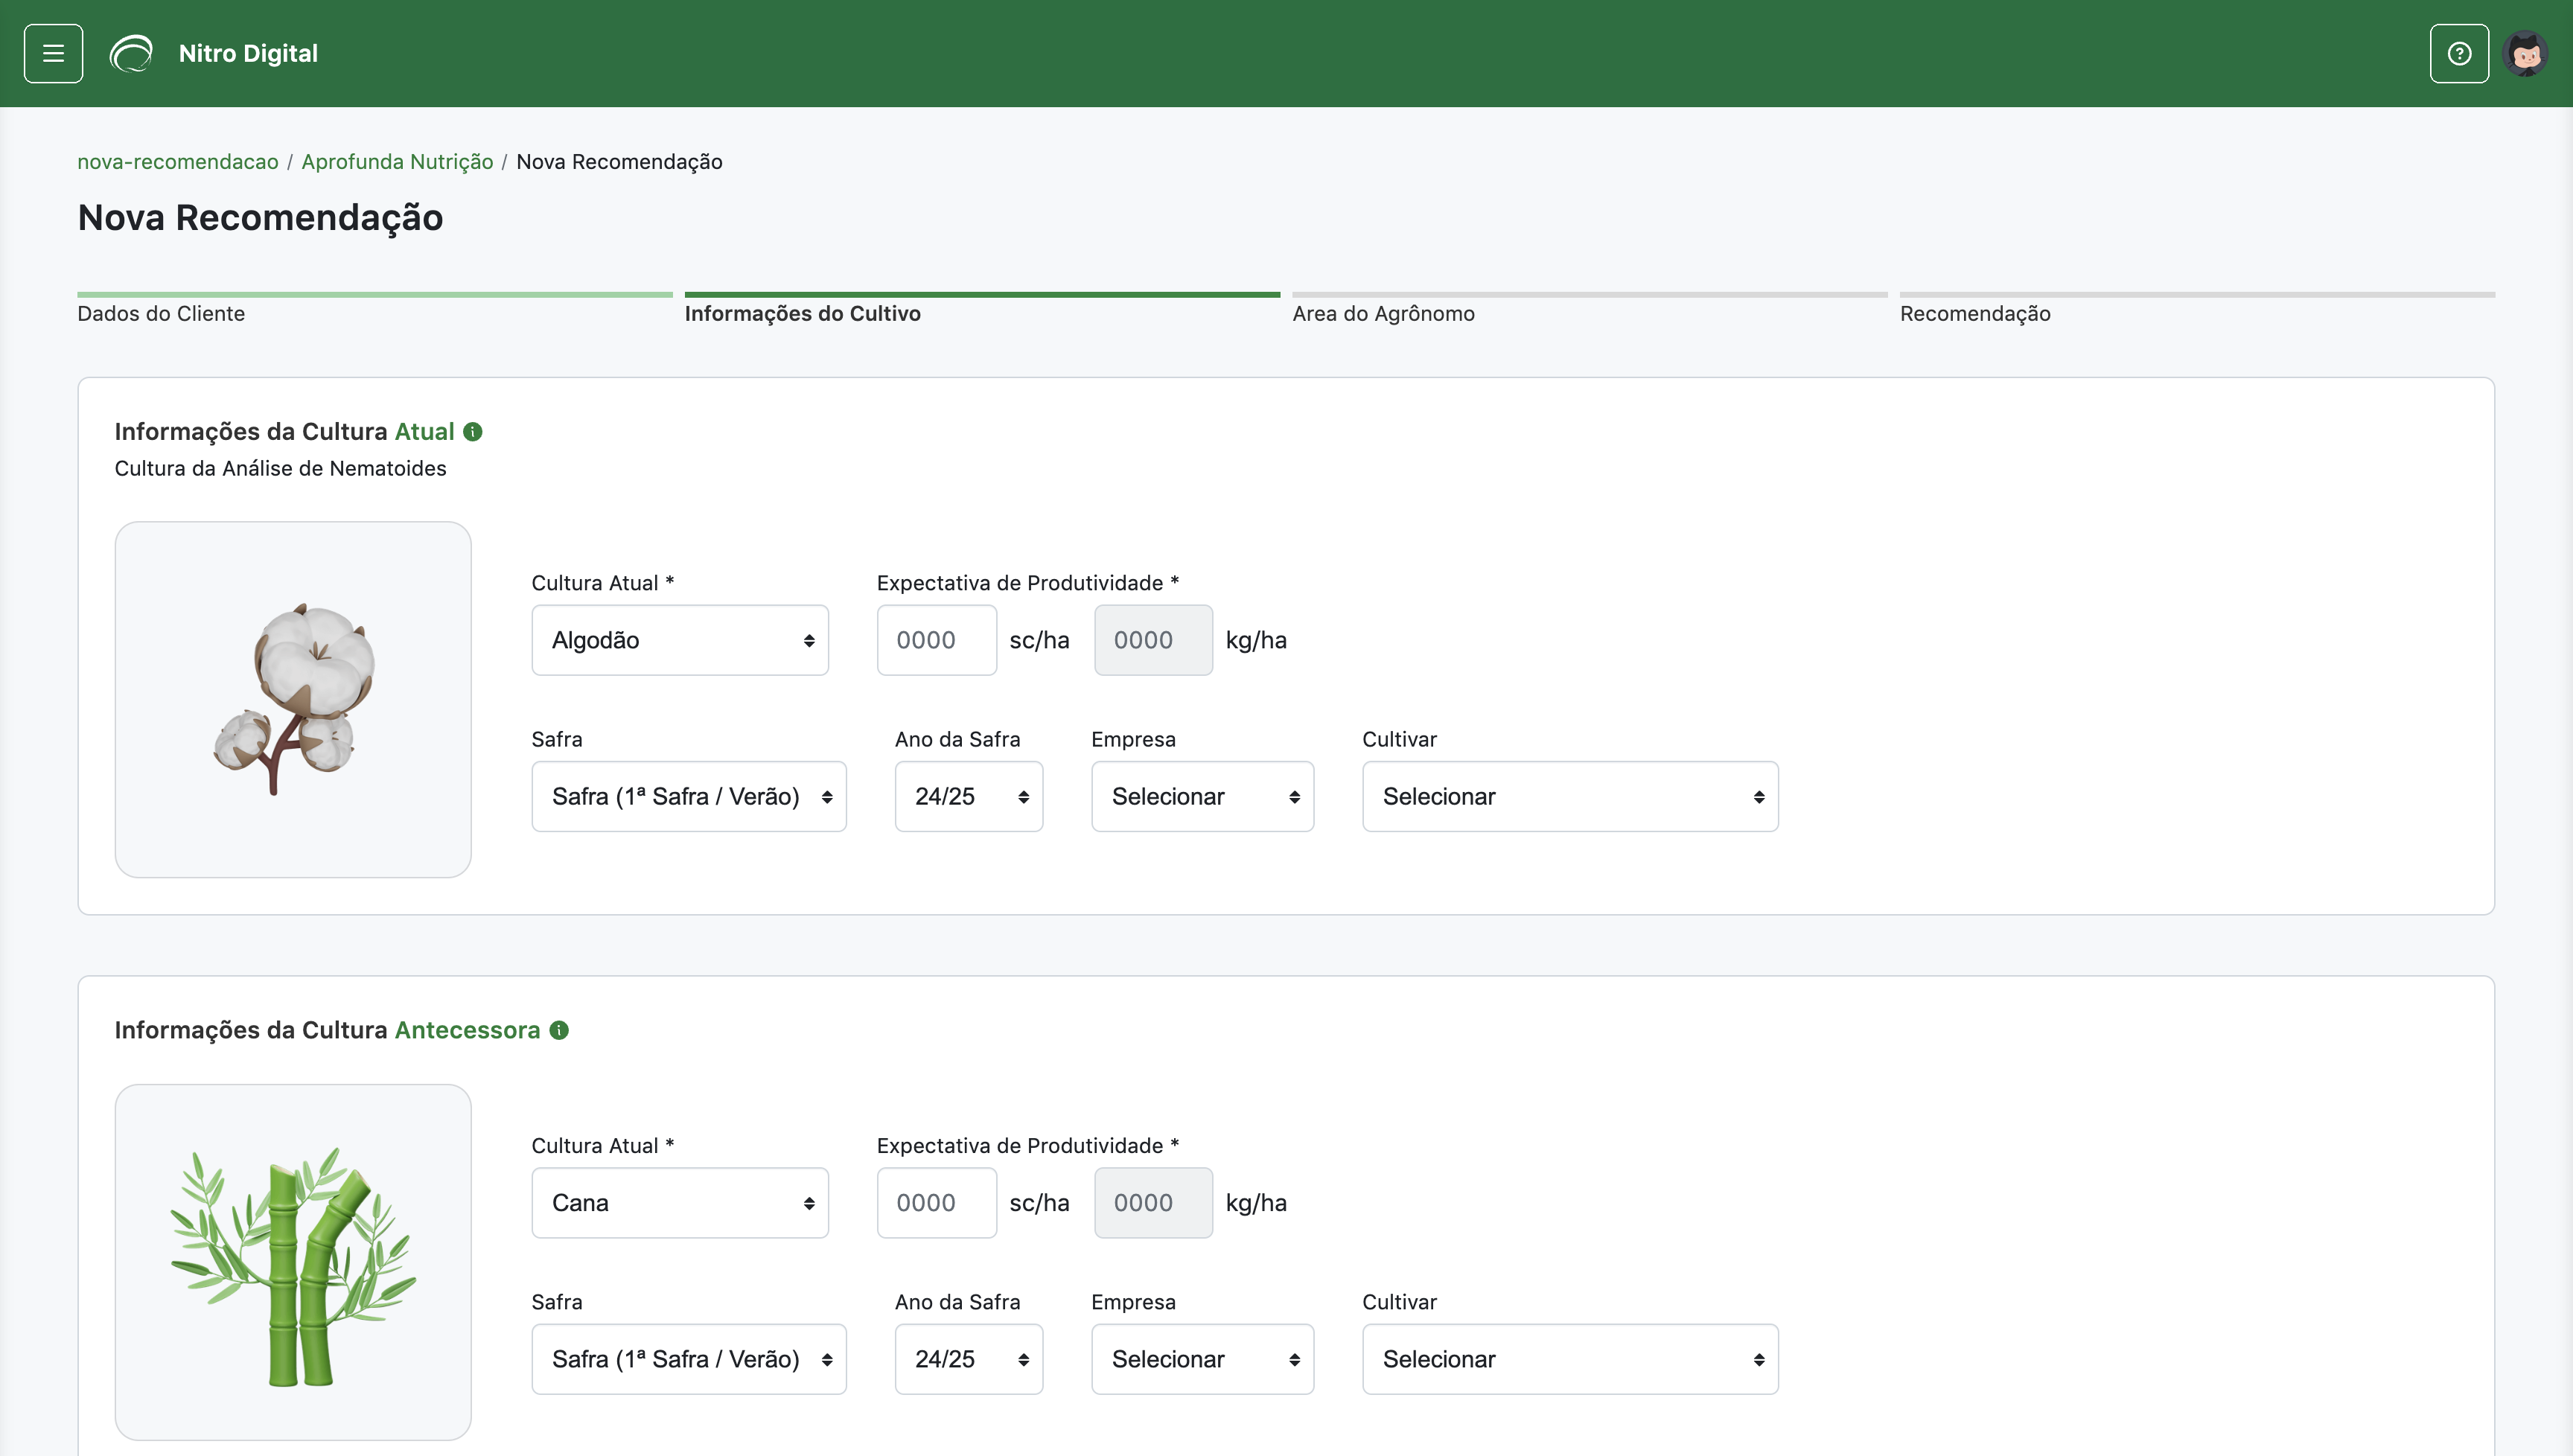 Nitro Digital
nova-recomendacao / Aprofunda Nutrição / Nova Recomendação
Nova Recomendação
Dados do Cliente
Informações do Cultivo
Area do Agrônomo
Recomendação
Informações da Cultura Atual
Cultura da Análise de Nematoides
Cultura Atual *
Expectativa de Produtividade *
Algodão
0000 sc/ha
0000 kg/ha
Safra
Ano da Safra
Empresa
Cultivar
Safra (1ª Safra / Verão)
24/25
Selecionar
Selecionar
Informações da Cultura Antecessora
Cultura Atual *
Expectativa de Produtividade *
Cana
0000 sc/ha
0000 kg/ha
Safra
Ano da Safra
Empresa
Cultivar
Safra (1ª Safra / Verão)
24/25
Selecionar
Selecionar